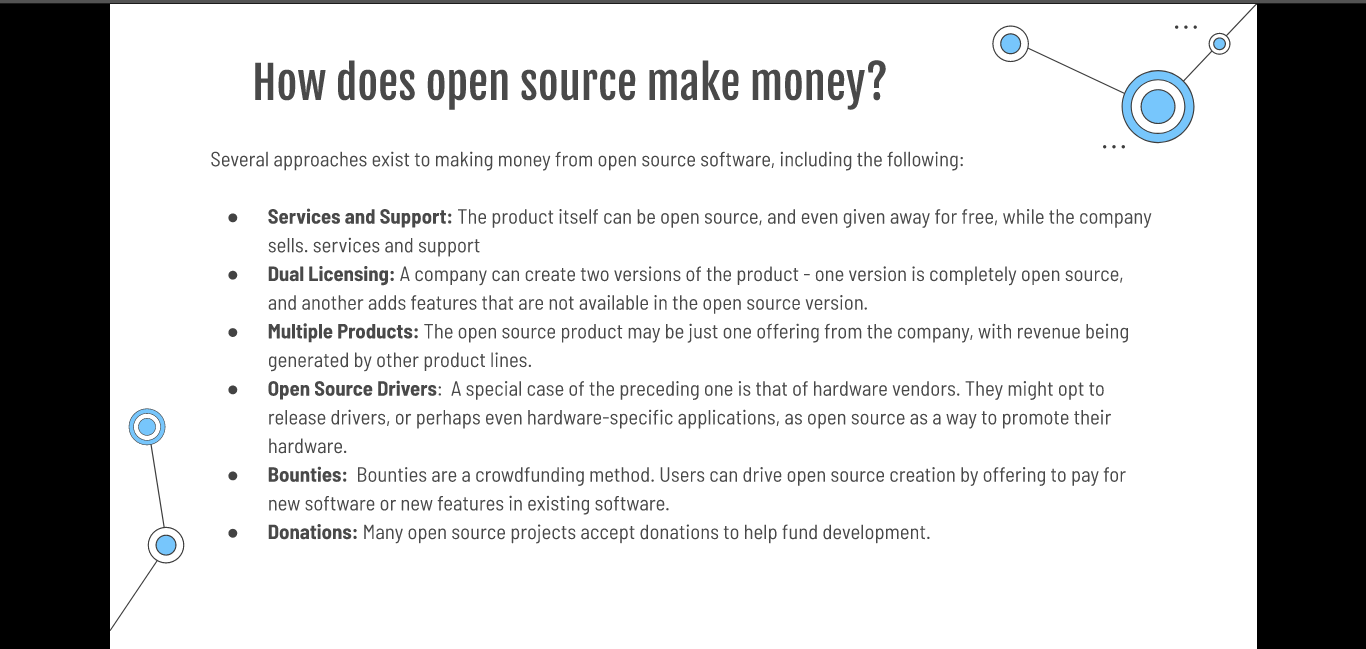 How does open source make money?
Several approaches exist to making money from open source software, including the following:
● Services and Support: The product itself can be open source, and even given away for free, while the company
sells. services and support
● Dual Licensing: A company can create two versions of the product - one version is completely open source,
and another adds features that are not available in the open source version.
● Multiple Products: The open source product may be just one offering from the company, with revenue being
generated by other product lines.
● Open Source Drivers:  A special case of the preceding one is that of hardware vendors. They might opt to
release drivers, or perhaps even hardware-specific applications, as open source as a way to promote their
hardware.
● Bounties:  Bounties are a crowdfunding method. Users can drive open source creation by offering to pay for
new software or new features in existing software.
● Donations: Many open source projects accept donations to help fund development.